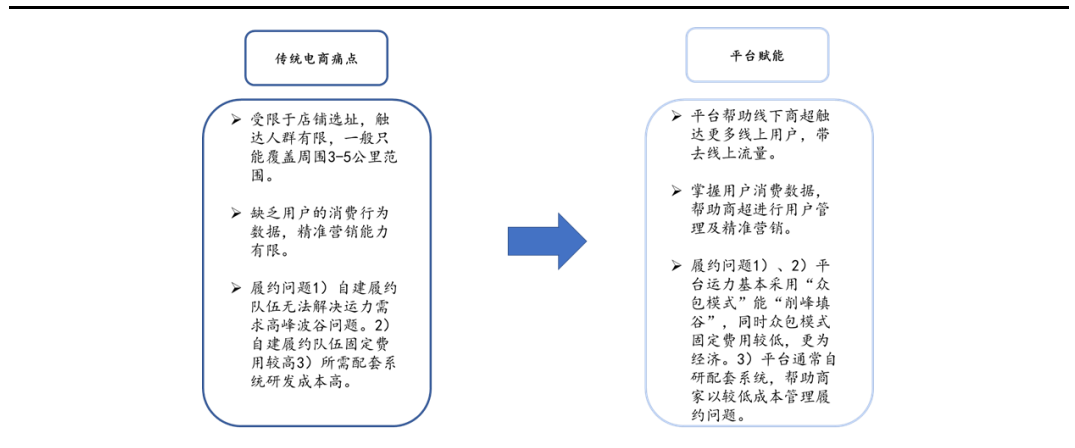 传统电商痛点
受限于店铺选址，触
达人群有限，一般只
能覆盖周围3-5公里范
围。
缺乏用户的消费行为
数据，精准营销能力
有限。
履约问题1）自建履约
队伍无法解决运力需
求高峰波谷问题。2）
自建履约队伍固定费
用较高3）所需配套系
统研发成本高。
平台赋能
平台帮助线下商超触
达更多线上用户，带
去线上流量。
掌握用户消费数据，
帮助商超进行用户管
理及精准营销。
履约问题1）、2）平
台运力基本采用“众
包模式”能“削峰填
谷”，同时众包模式
固定费用较低，更为
经济。3）平台通常自
研配套系统，帮助商
家以较低成本管理履
约问题。